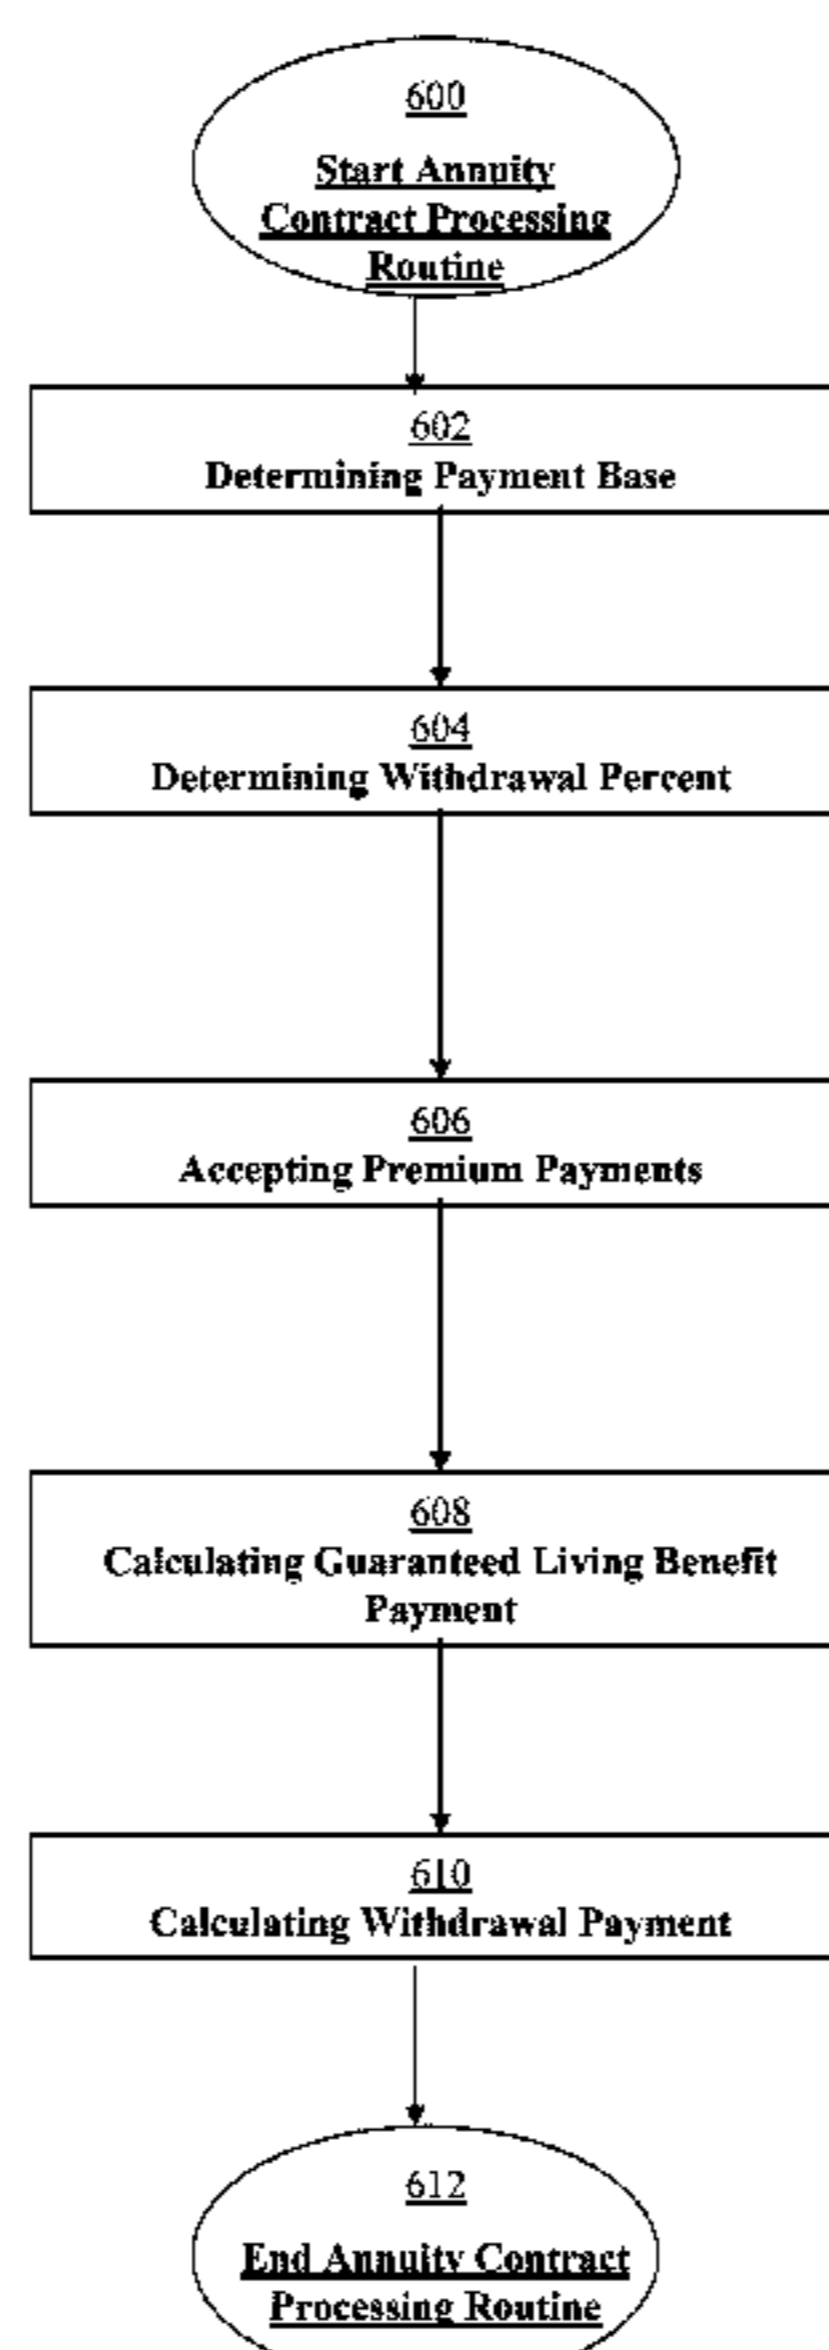 600
Start Annuity
Contract Processing
Routine
602
Determining Payment Base
604
Determining Withdrawal Percent
606
Accepting Premium Payments
608
Calculating Guaranteed Living Benefit
Payment
610
Calculating Withdrawal Payment
612
End Annuity Contract
Processing Routine